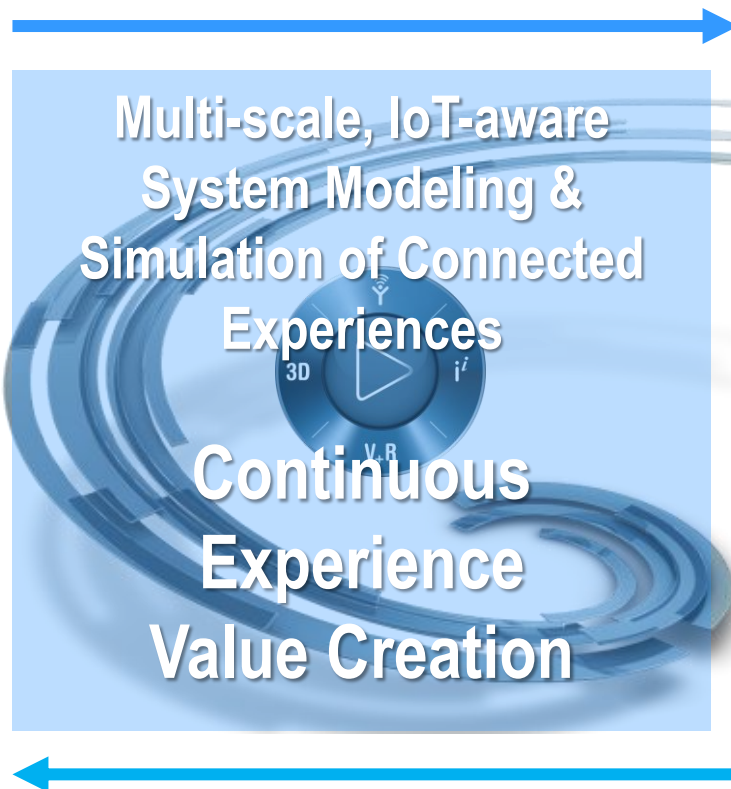 Multi-scale, IoT-aware
System Modeling &
Simulation of Connected
Experiences
3D
i i
V+R
Continuous
Experience
Value Creation